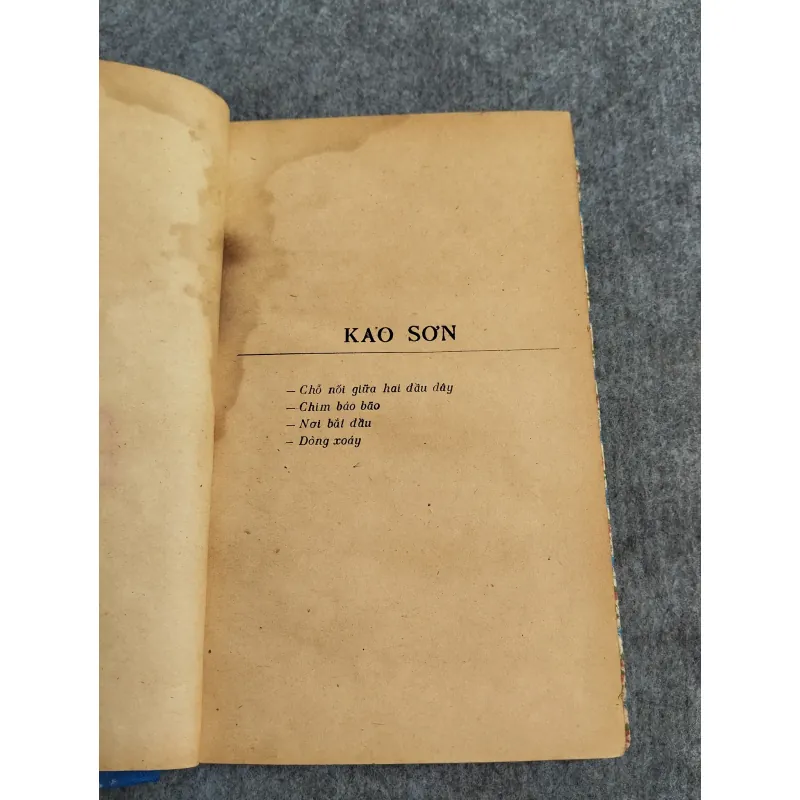 KAO SƠN
— Chỗ nối giữa hai đầu dây
— Chim báo bão
— Nơi bắt đầu
— Dòng xoáy